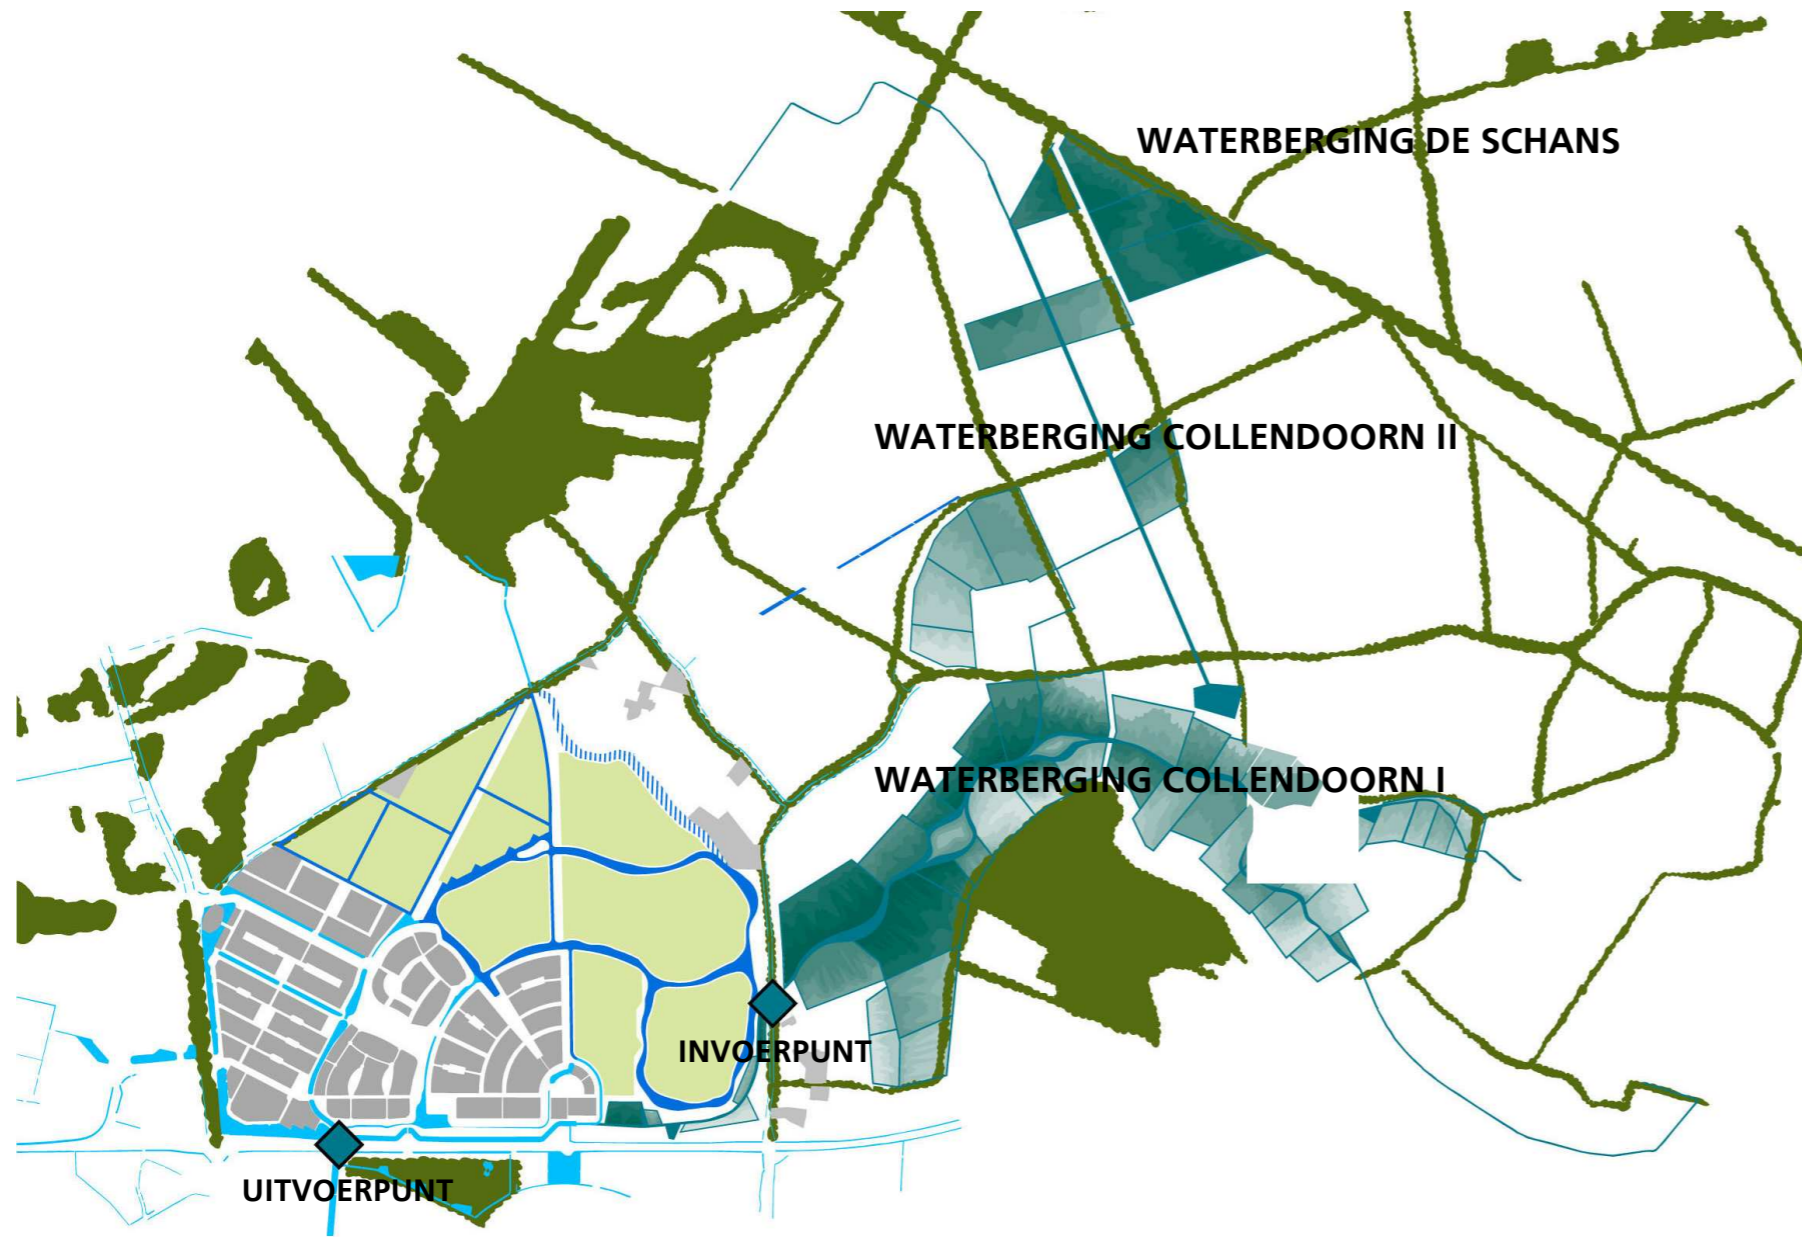 WATERBERGING DE SCHANS
WATERBERGING COLLENDOORN II
WATERBERGING COLLENDOORN I
INVOERPUNT
UITVOERPUNT